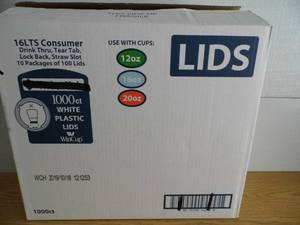 16LTS Consumer
Drink Thru, Tear Tab,
Lock Back, Straw Slot
10 Packages of 100 Lids
USE WITH CUPS:
12oz
16oz
20oz
LIDS
1000ct
WHITE
PLASTIC
LIDS
WinCup
1000ct